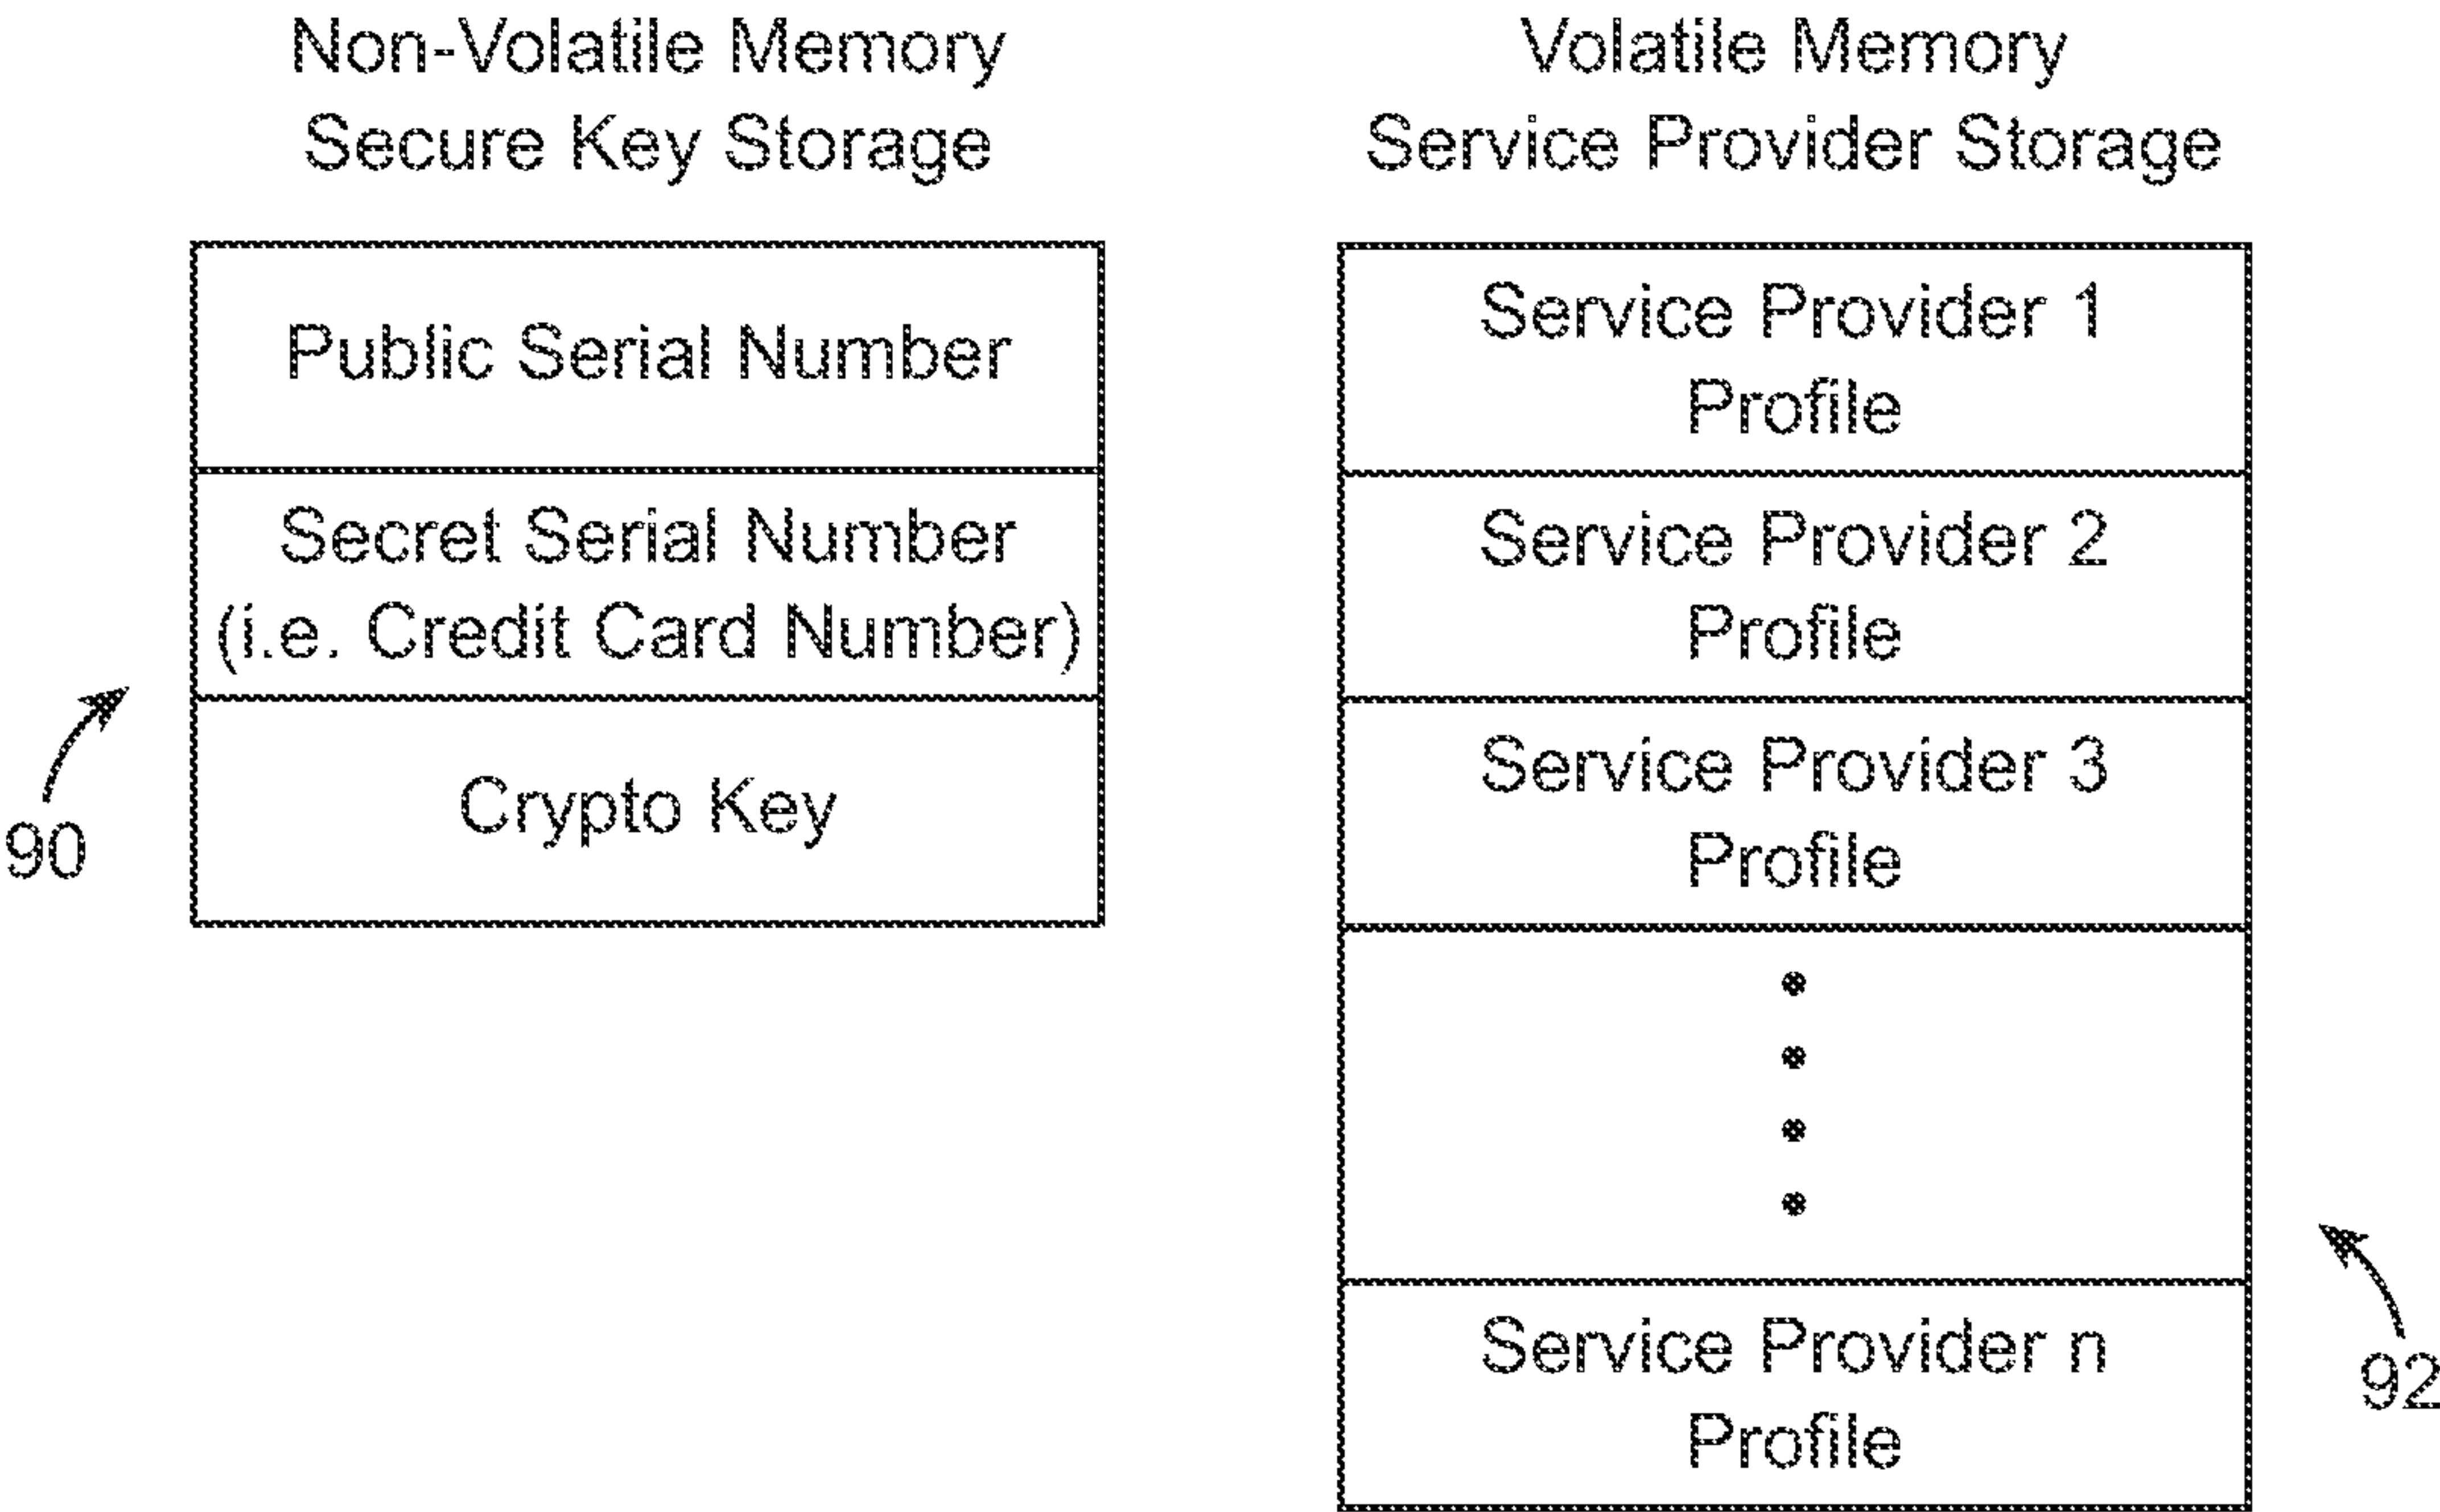 Non-Volatile Memory
Secure Key Storage
Public Serial Number
Secret Serial Number
(i.e. Credit Card Number)
Crypto Key
90
Volatile Memory
Service Provider Storage
Service Provider 1
Profile
Service Provider 2
Profile
Service Provider 3
Profile
Service Provider n
Profile
92